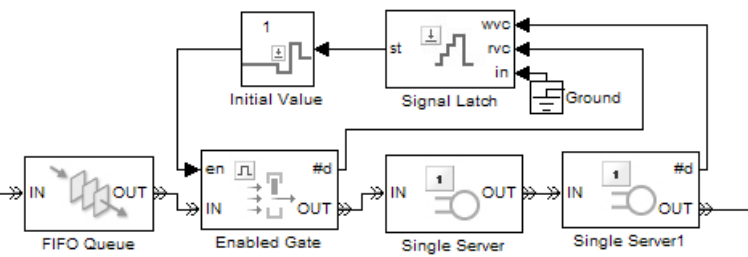 1
Initial Value
st
wvc
rvc
in
Signal Latch
Ground
IN
OUT
FIFO Queue
en
#d
IN
OUT
Enabled Gate
1
IN
OUT
Single Server
1
#d
IN
OUT
Single Server1